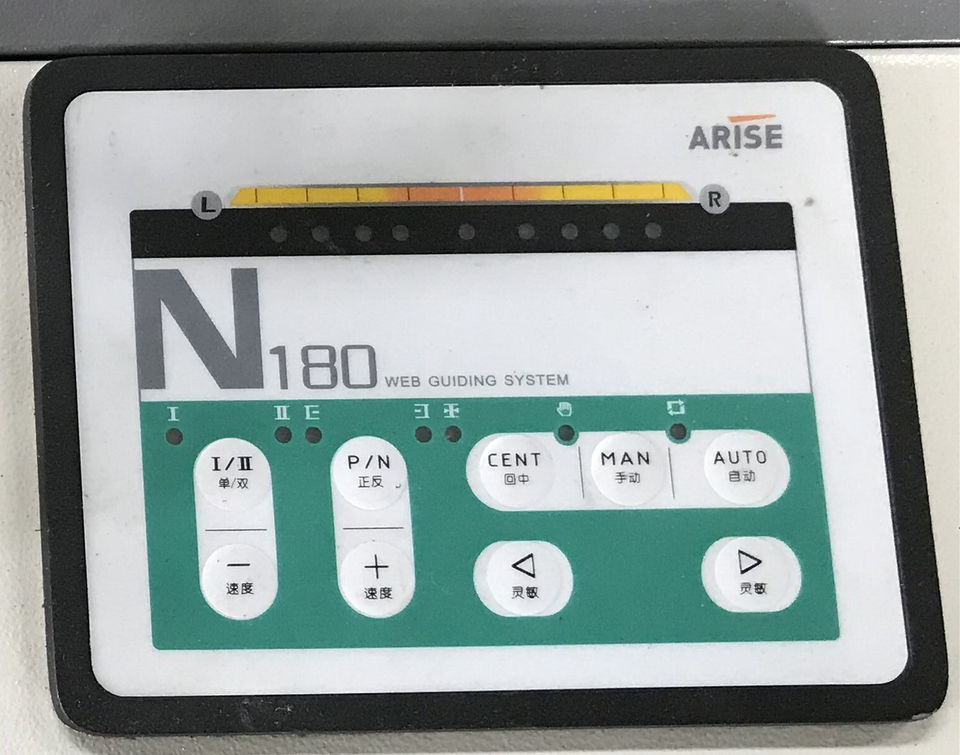 ARISE
L
R
N180 WEB GUIDING SYSTEM
I II
I/II P/N CENT MAN AUTO
单/双 正反 回中 手动 自动
− +
速度 速度 灵敏 灵敏